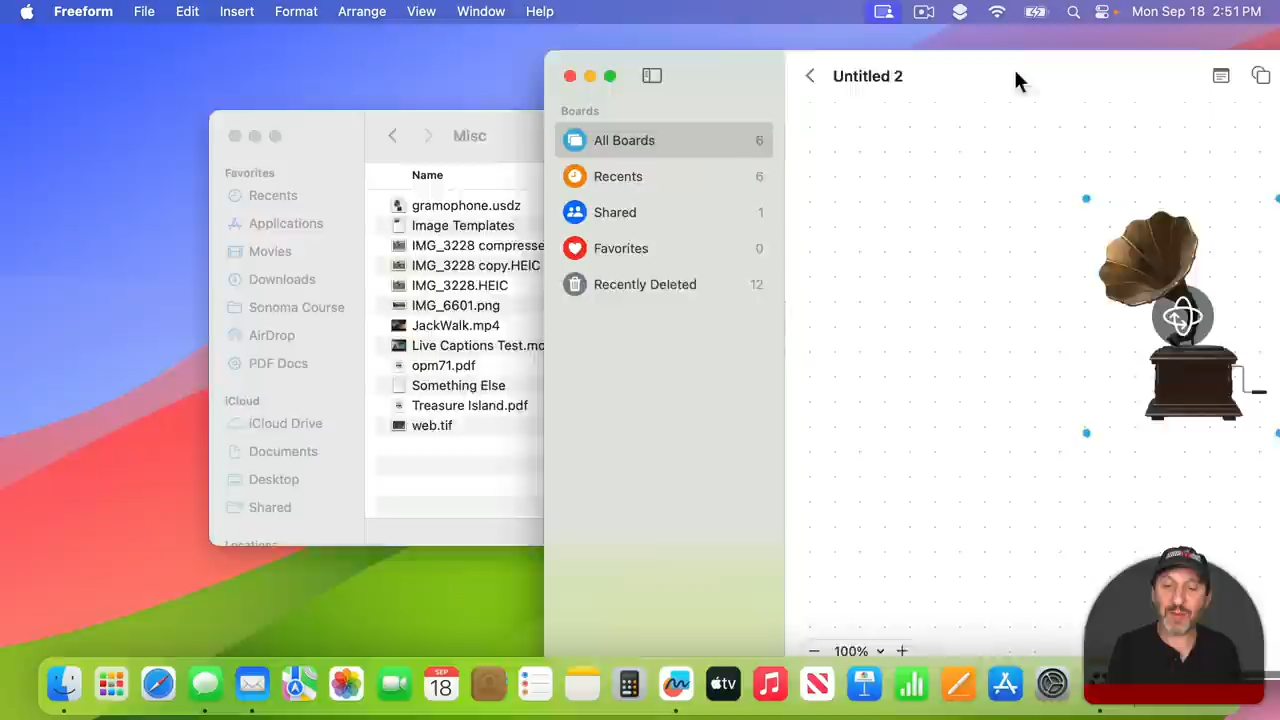 Freeform File Edit Insert Format Arrange View Window Help Mon Sep 18 2:51 PM
Misc
Favorites
Recents
Applications
Movies
Downloads
Sonoma Course
AirDrop
PDF Docs
iCloud
iCloud Drive
Documents
Desktop
Shared
Locations
Name
gramophone.usdz
Image Templates
IMG_3228 compresse
IMG_3228 copy.HEIC
IMG_3228.HEIC
IMG_6601.png
JackWalk.mp4
Live Captions Test.mo
opm71.pdf
Something Else
Treasure Island.pdf
web.tif
Boards
All Boards 6
Recents 6
Shared 1
Favorites 0
Recently Deleted 12
Untitled 2
100%
SEP
18
tv